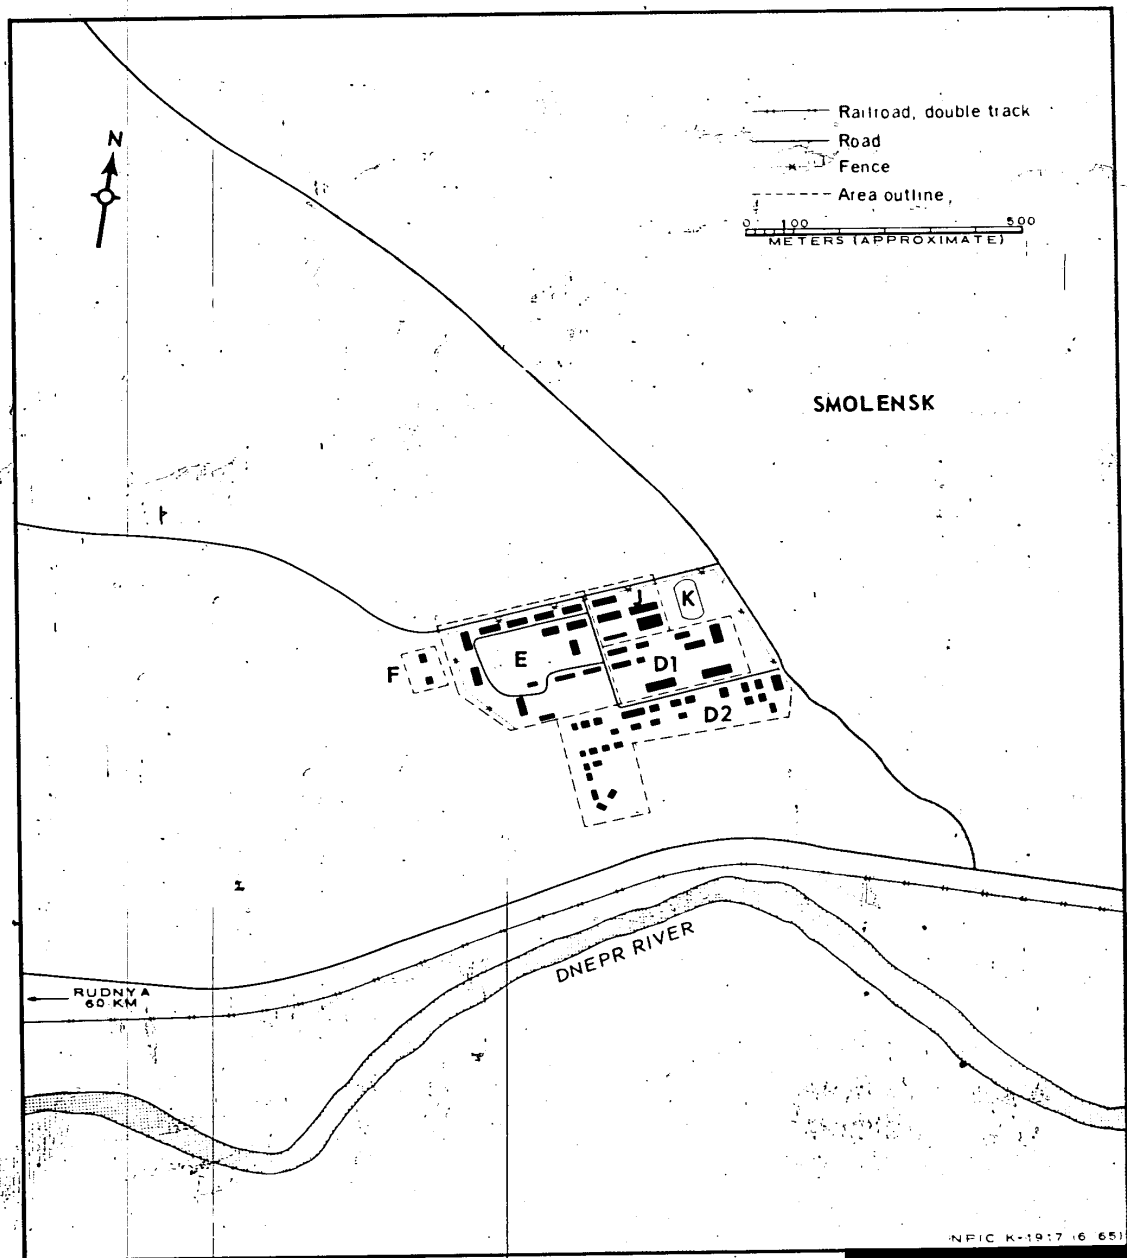 N
Railroad, double track
Road
Fence
Area outline
0 100 500
METERS (APPROXIMATE)
SMOLENSK
J
K
E
F
D1
D2
DNEPR RIVER
RUDNYA
60 KM
NPIC K-1917 (6 65)